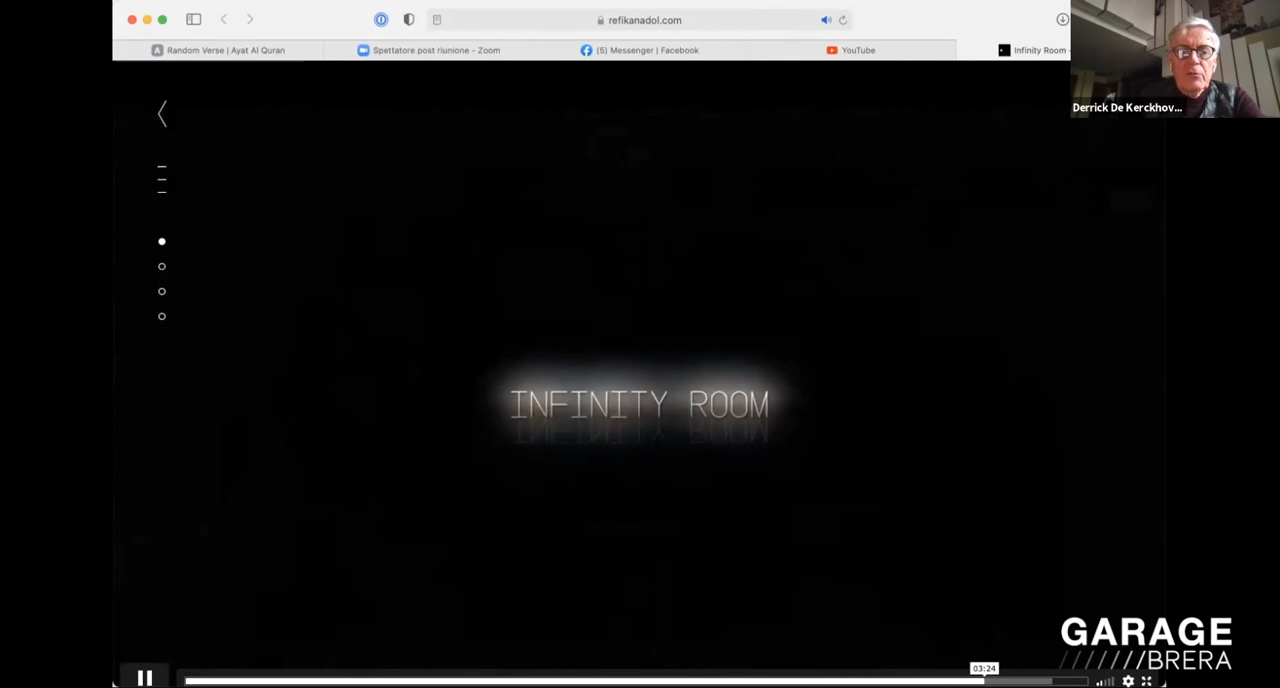 refikanadol.com
Random Verse | Ayat Al Quran
Spettatore post riunione - Zoom
(5) Messenger | Facebook
YouTube
Infinity Room -
Derrick De Kerckhov...
INFINITY ROOM
GARAGE
///////BRERA
03:24